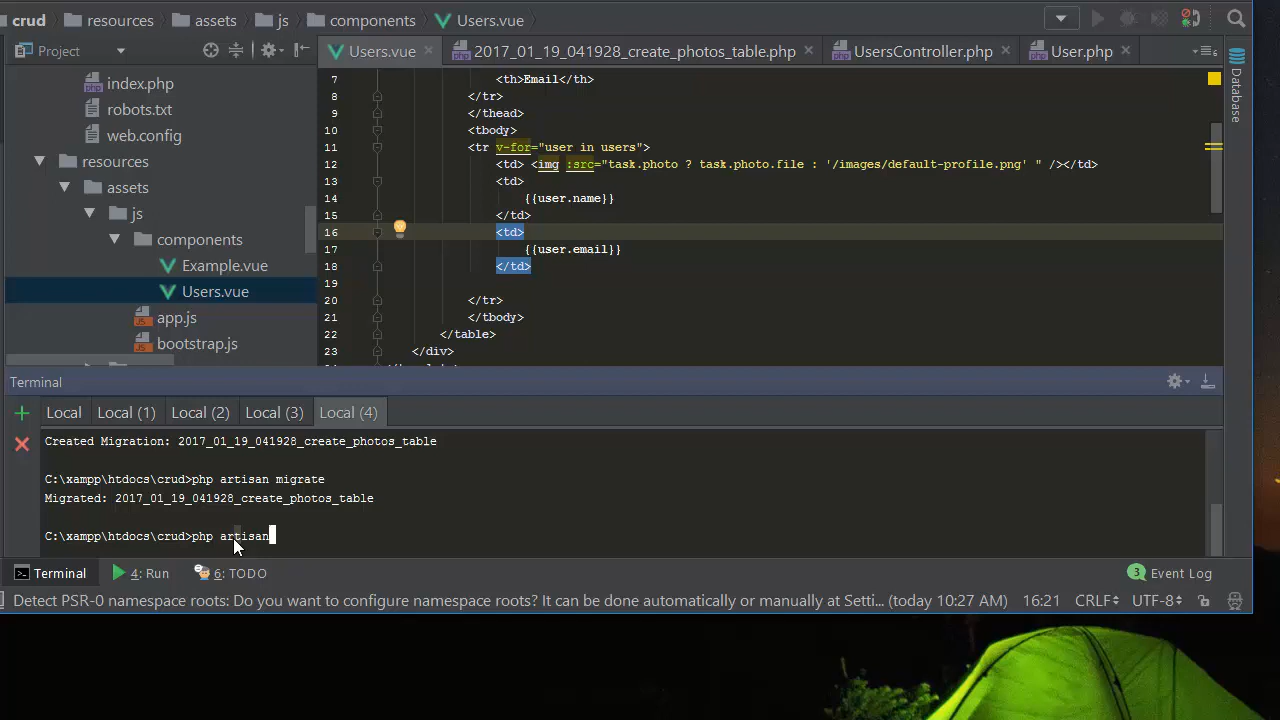 crud resources assets js components Users.vue
Project
Users.vue 2017_01_19_041928_create_photos_table.php UsersController.php User.php
index.php
robots.txt
web.config
resources
assets
js
components
Example.vue
Users.vue
app.js
bootstrap.js
7 <th>Email</th>
8 </tr>
9 </thead>
10 <tbody>
11 <tr v-for="user in users">
12 <td> <img :src="task.photo ? task.photo.file : '/images/default-profile.png' " /></td>
13 <td>
14 {{user.name}}
15 </td>
16 <td>
17 {{user.email}}
18 </td>
19
20 </tr>
21 </tbody>
22 </table>
23 </div>
Database
Terminal
Local Local (1) Local (2) Local (3) Local (4)
Created Migration: 2017_01_19_041928_create_photos_table
C:\xampp\htdocs\crud>php artisan migrate
Migrated: 2017_01_19_041928_create_photos_table
C:\xampp\htdocs\crud>php artisan
Terminal 4: Run 6: TODO 3 Event Log
Detect PSR-0 namespace roots: Do you want to configure namespace roots? It can be done automatically or manually at Setti... (today 10:27 AM) 16:21 CRLF UTF-8